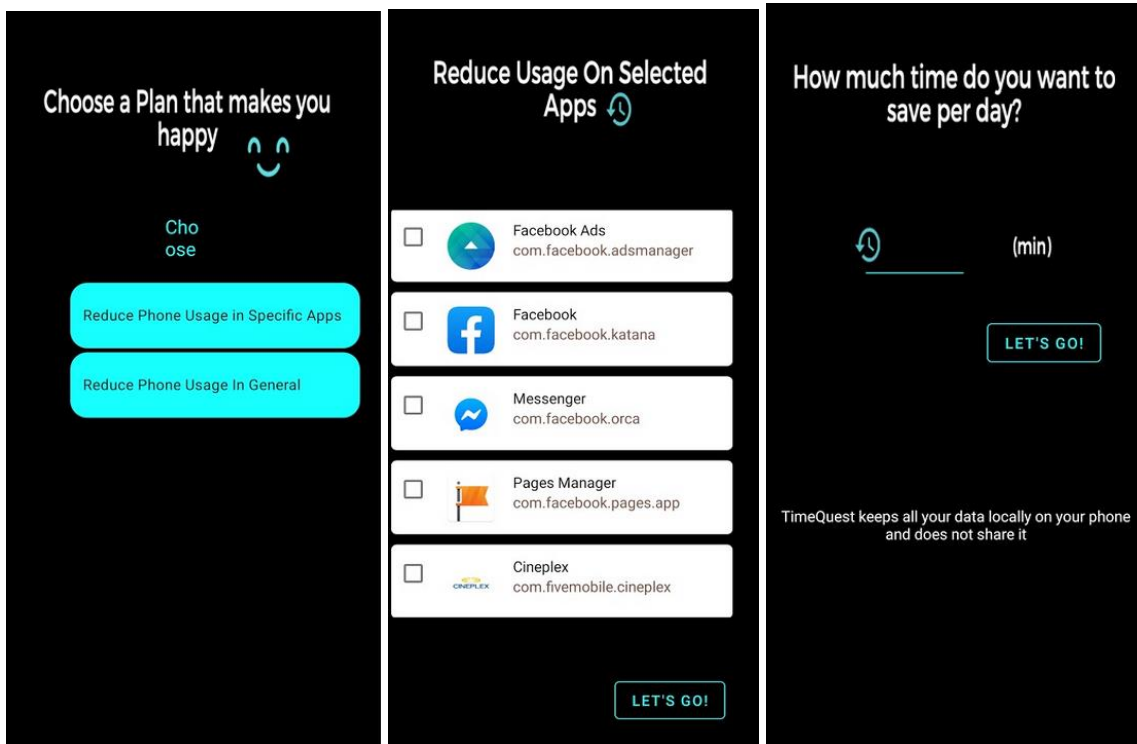 Choose a Plan that makes you
happy
Cho
ose
Reduce Phone Usage in Specific Apps
Reduce Phone Usage In General
Reduce Usage On Selected
Apps
Facebook Ads
com.facebook.adsmanager
Facebook
com.facebook.katana
Messenger
com.facebook.orca
Pages Manager
com.facebook.pages.app
CINEPLEX
Cineplex
com.fivemobile.cineplex
LET'S GO!
How much time do you want to
save per day?
(min)
LET'S GO!
TimeQuest keeps all your data locally on your phone
and does not share it